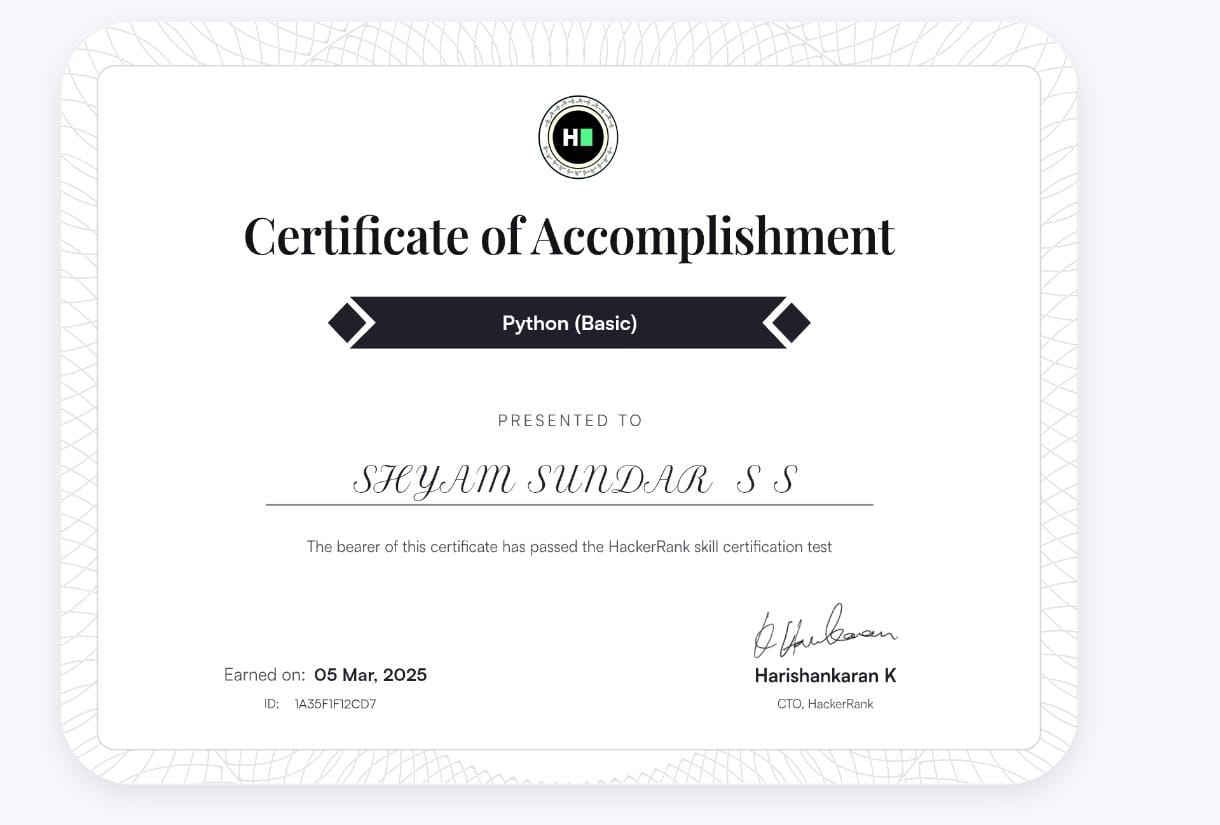 H
Certificate of Accomplishment
Python (Basic)
PRESENTED TO
SHYAM SUNDAR S S
The bearer of this certificate has passed the HackerRank skill certification test
Earned on: 05 Mar, 2025
ID: 1A35F1F12CD7
Harishankaran K
CTO, HackerRank